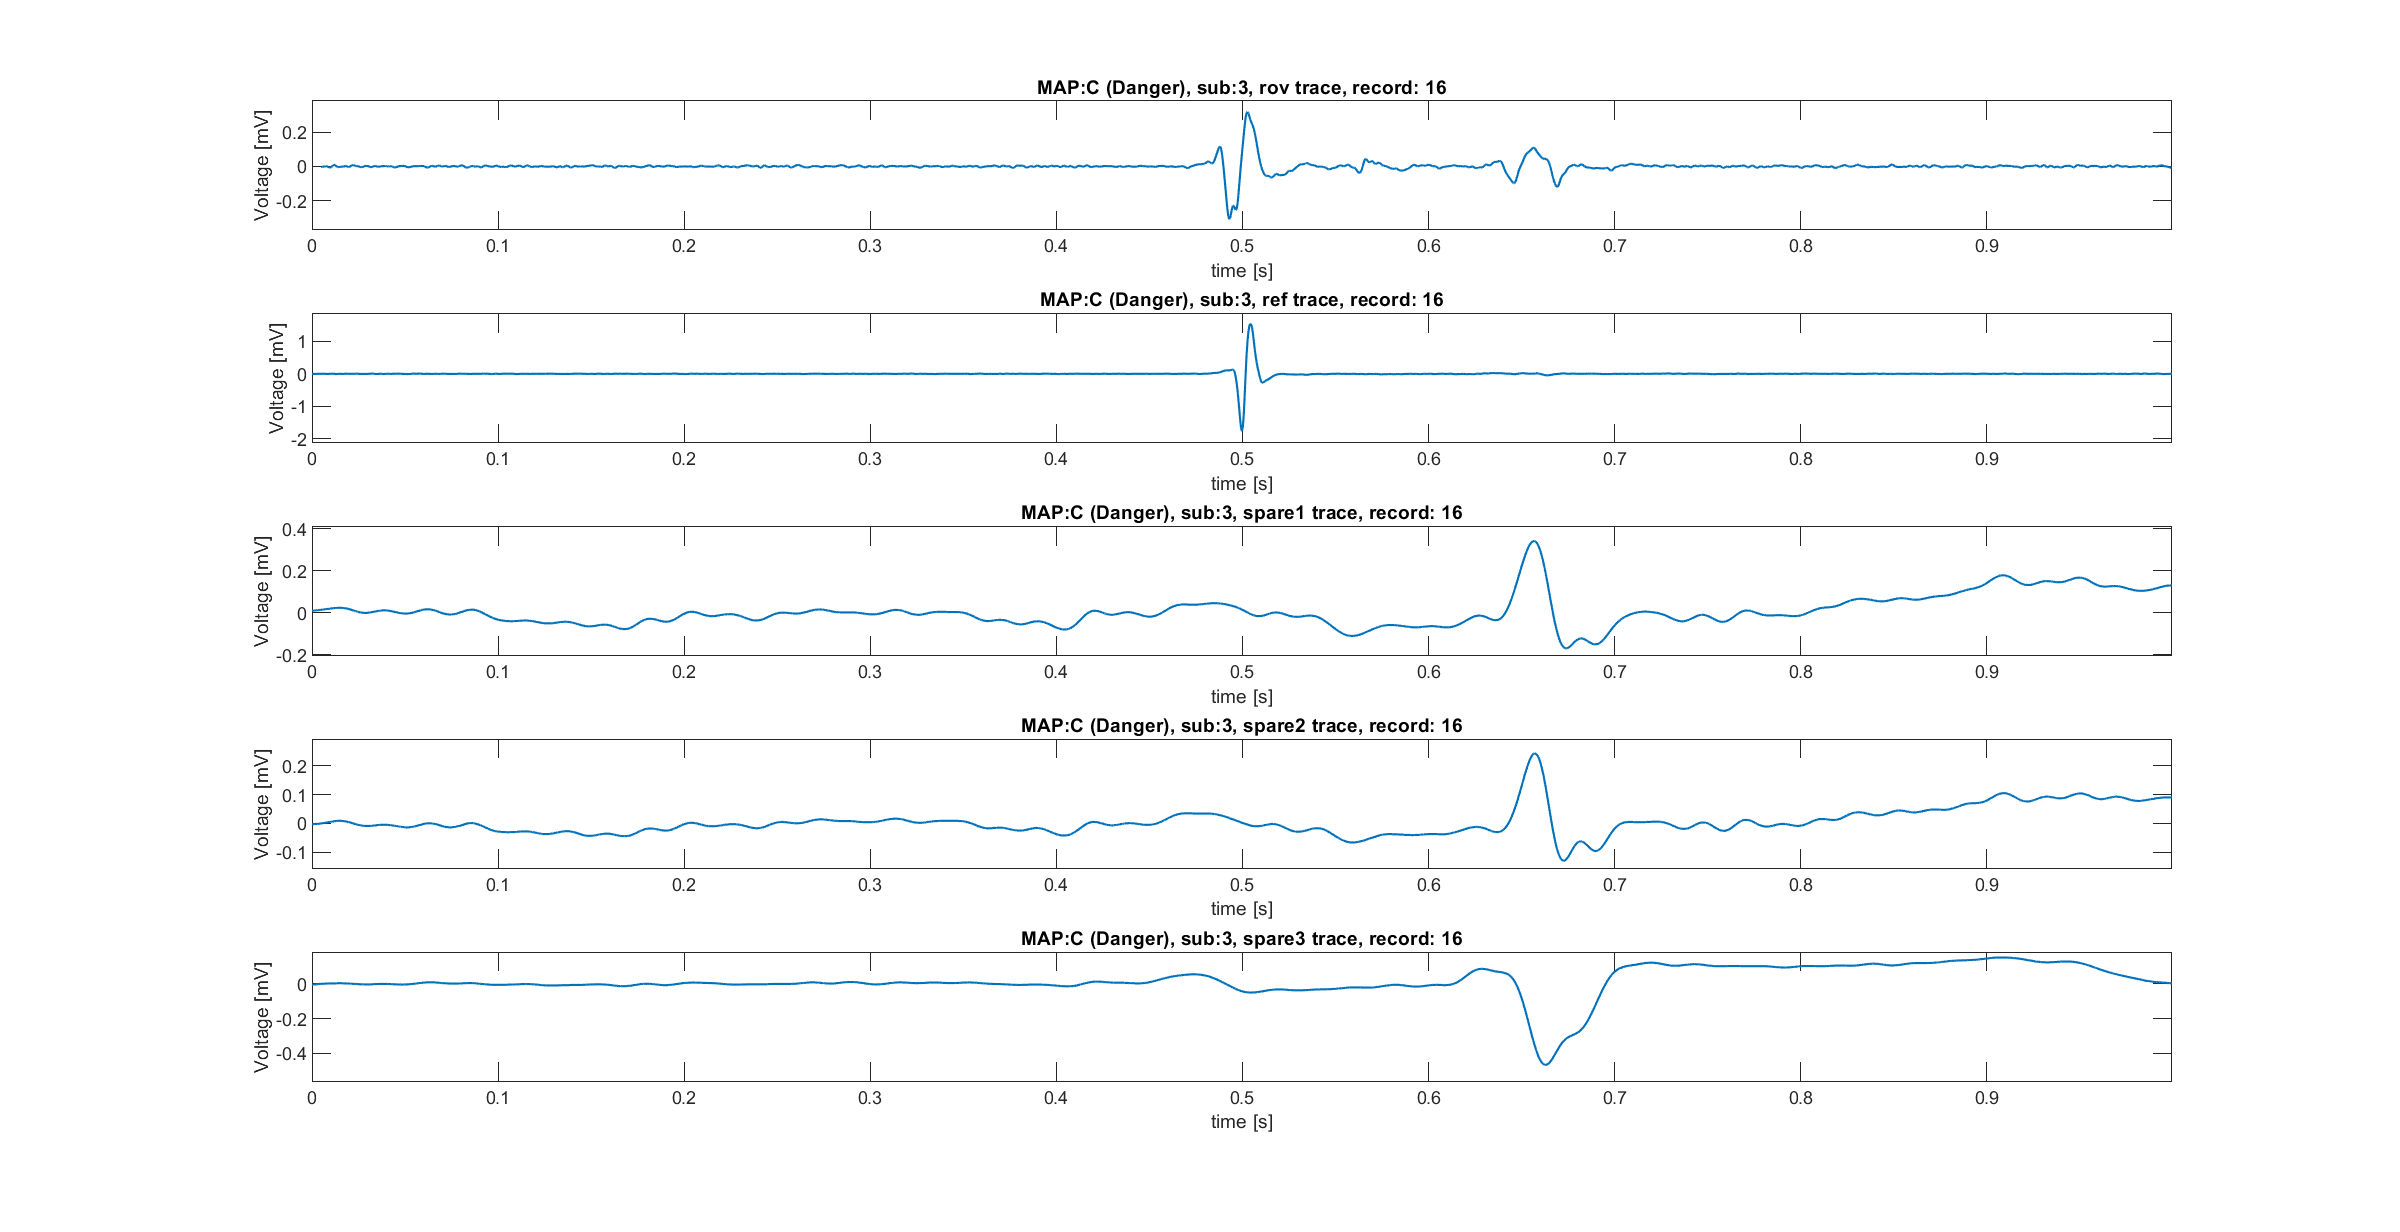 MAP:C (Danger), sub:3, rov trace, record: 16
Voltage [mV]
0.2
0
-0.2
0 0.1 0.2 0.3 0.4 0.5 0.6 0.7 0.8 0.9
time [s]
MAP:C (Danger), sub:3, ref trace, record: 16
Voltage [mV]
1
0
-1
-2
0 0.1 0.2 0.3 0.4 0.5 0.6 0.7 0.8 0.9
time [s]
MAP:C (Danger), sub:3, spare1 trace, record: 16
Voltage [mV]
0.4
0.2
0
-0.2
0 0.1 0.2 0.3 0.4 0.5 0.6 0.7 0.8 0.9
time [s]
MAP:C (Danger), sub:3, spare2 trace, record: 16
Voltage [mV]
0.2
0.1
0
-0.1
0 0.1 0.2 0.3 0.4 0.5 0.6 0.7 0.8 0.9
time [s]
MAP:C (Danger), sub:3, spare3 trace, record: 16
Voltage [mV]
0
-0.2
-0.4
0 0.1 0.2 0.3 0.4 0.5 0.6 0.7 0.8 0.9
time [s]